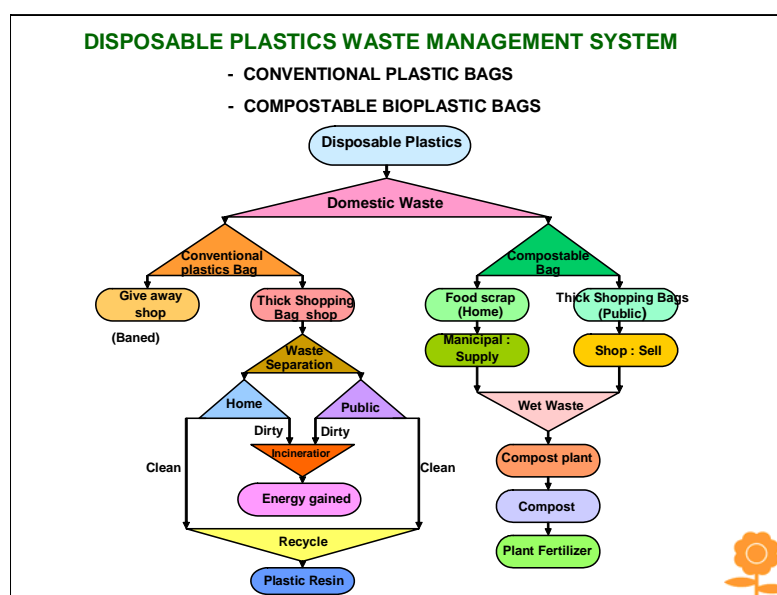 DISPOSABLE PLASTICS WASTE MANAGEMENT SYSTEM
- CONVENTIONAL PLASTIC BAGS
- COMPOSTABLE BIOPLASTIC BAGS
Disposable Plastics
Domestic Waste
Conventional
plastics Bag
Compostable
Bag
Give away
shop
(Baned)
Thick Shopping
Bag shop
Food scrap
(Home)
Thick Shopping Bags
(Public)
Manicipal :
Supply
Shop : Sell
Waste
Separation
Home
Public
Wet Waste
Dirty
Dirty
Incineratior
Clean
Clean
Compost plant
Energy gained
Compost
Recycle
Plant Fertilizer
Plastic Resin